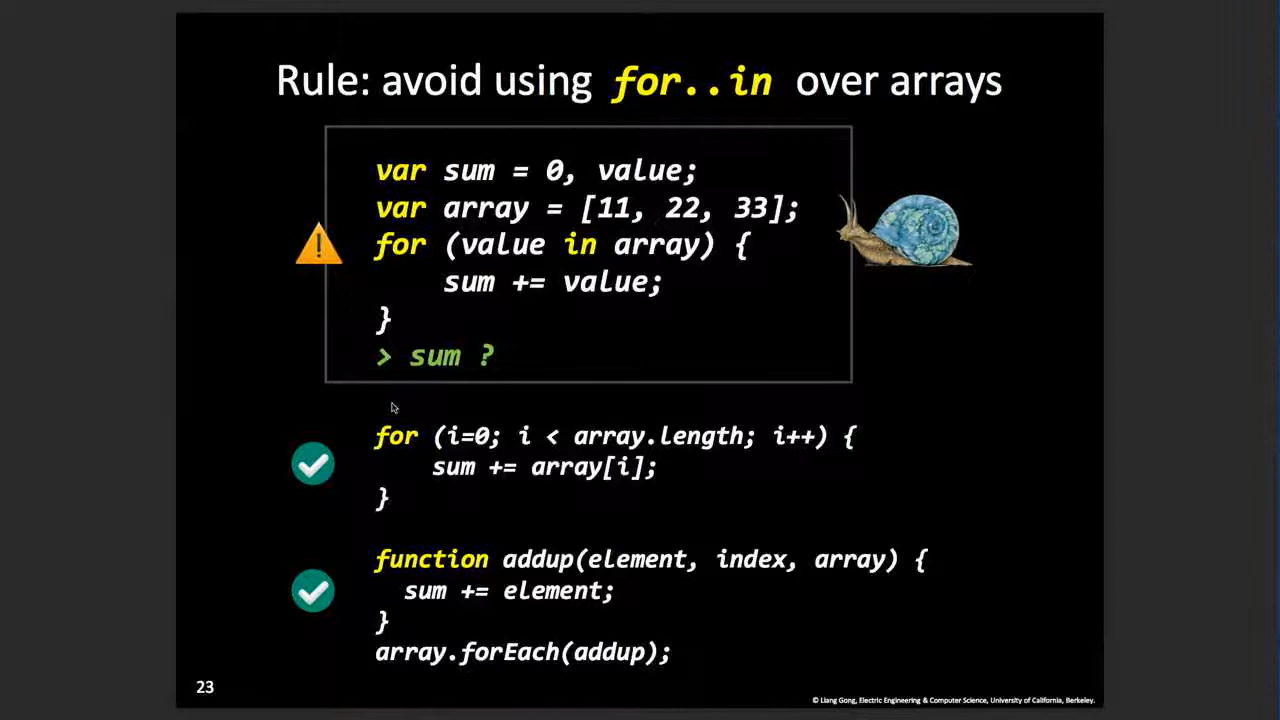 Rule: avoid using for..in over arrays
var sum = 0, value;
var array = [11, 22, 33];
for (value in array) {
sum += value;
}
> sum ?
for (i=0; i < array.length; i++) {
sum += array[i];
}
function addup(element, index, array) {
sum += element;
}
array.forEach(addup);
23
© Liang Gong, Electric Engineering & Computer Science, University of California, Berkeley.